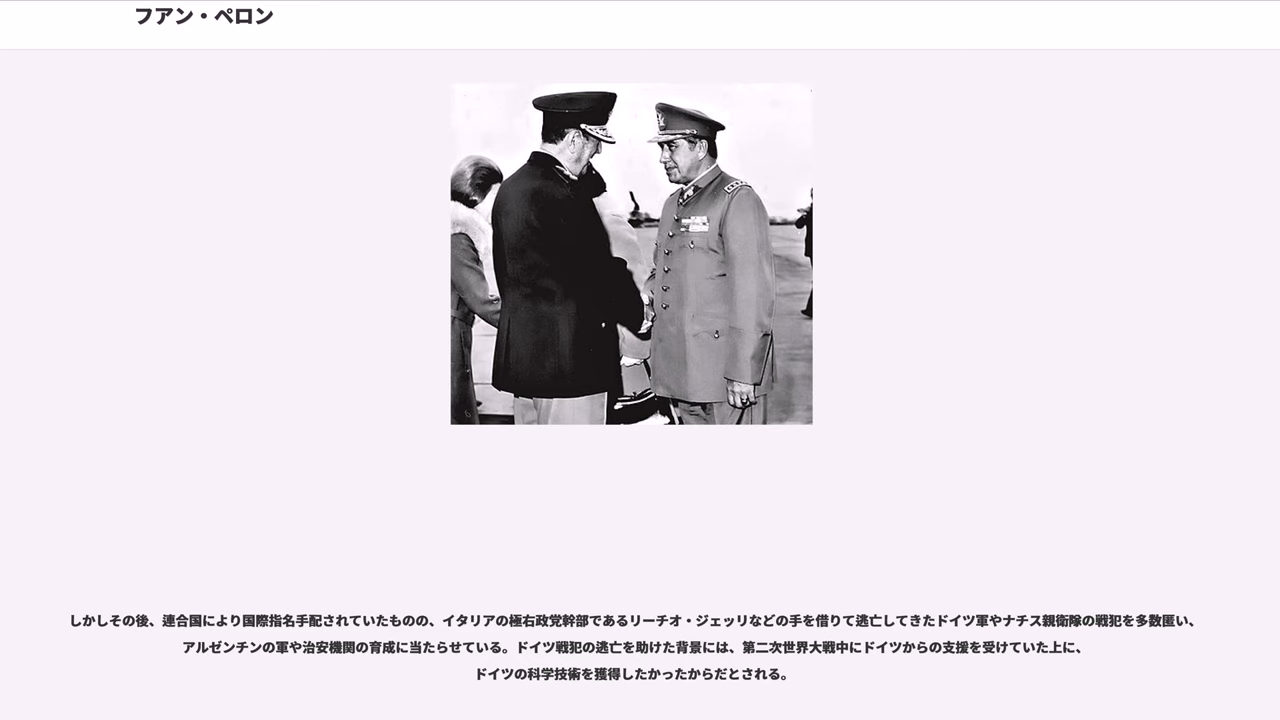 フアン・ペロン
しかしその後、連合国により国際指名手配されていたものの、イタリアの極右政党幹部であるリーチオ・ジェッリなどの手を借りて逃亡してきたドイツ軍やナチス親衛隊の戦犯を多数匿い、
アルゼンチンの軍や治安機関の育成に当たらせている。ドイツ戦犯の逃亡を助けた背景には、第二次世界大戦中にドイツからの支援を受けていた上に、
ドイツの科学技術を獲得したかったからだとされる。